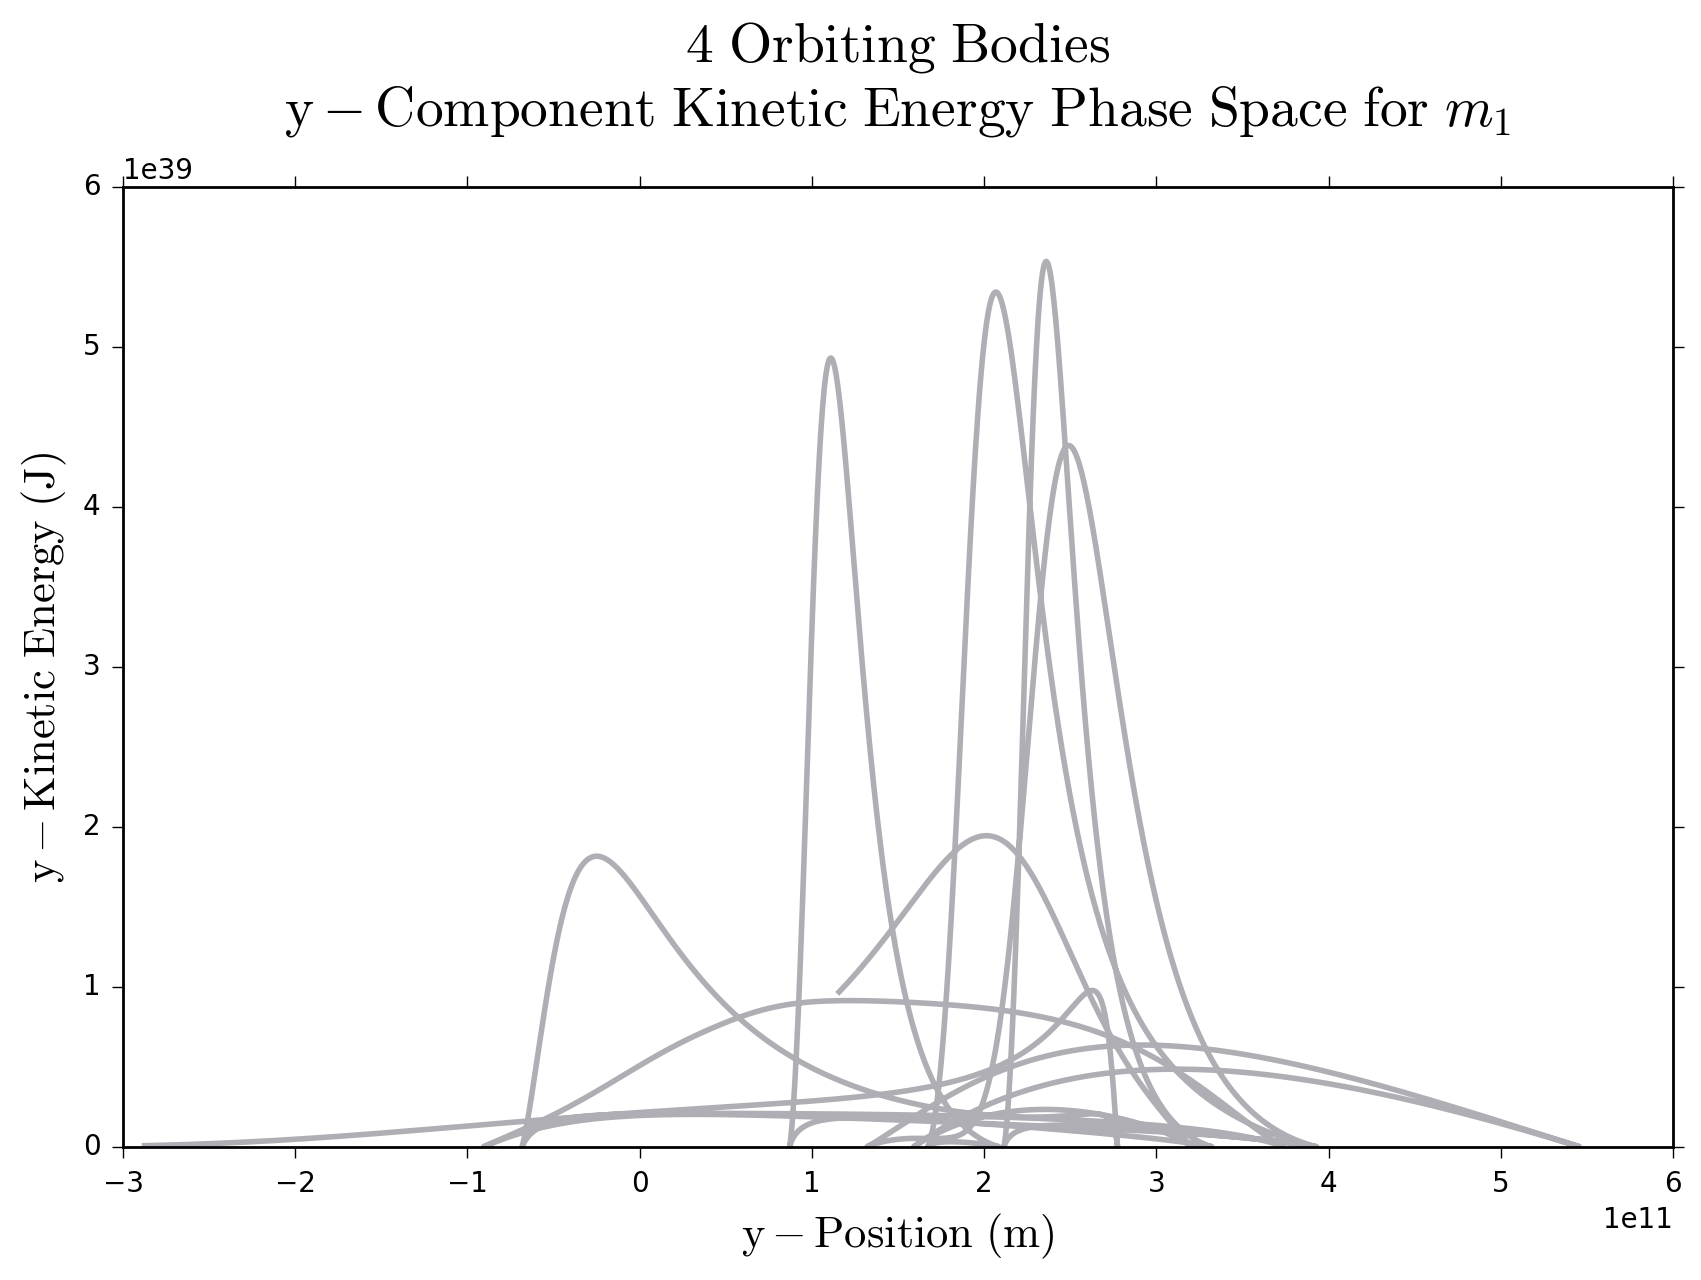 4 Orbiting Bodies
y − Component Kinetic Energy Phase Space for m₁
1e39
6
5
4
3
2
1
0
y − Kinetic Energy (J)
−3 −2 −1 0 1 2 3 4 5 6
1e11
y − Position (m)